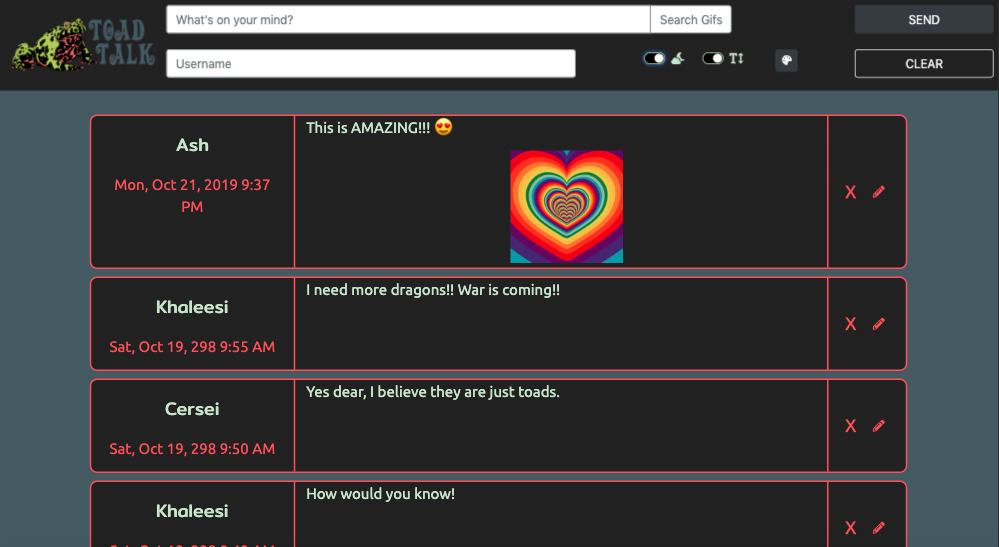 TOAD
TALK
What's on your mind?
Search Gifs
SEND
Username
T
CLEAR
Ash
Mon, Oct 21, 2019 9:37
PM
This is AMAZING!!! 😍
X
Khaleesi
Sat, Oct 19, 298 9:55 AM
I need more dragons!! War is coming!!
X
Cersei
Sat, Oct 19, 298 9:50 AM
Yes dear, I believe they are just toads.
X
Khaleesi
How would you know!
X